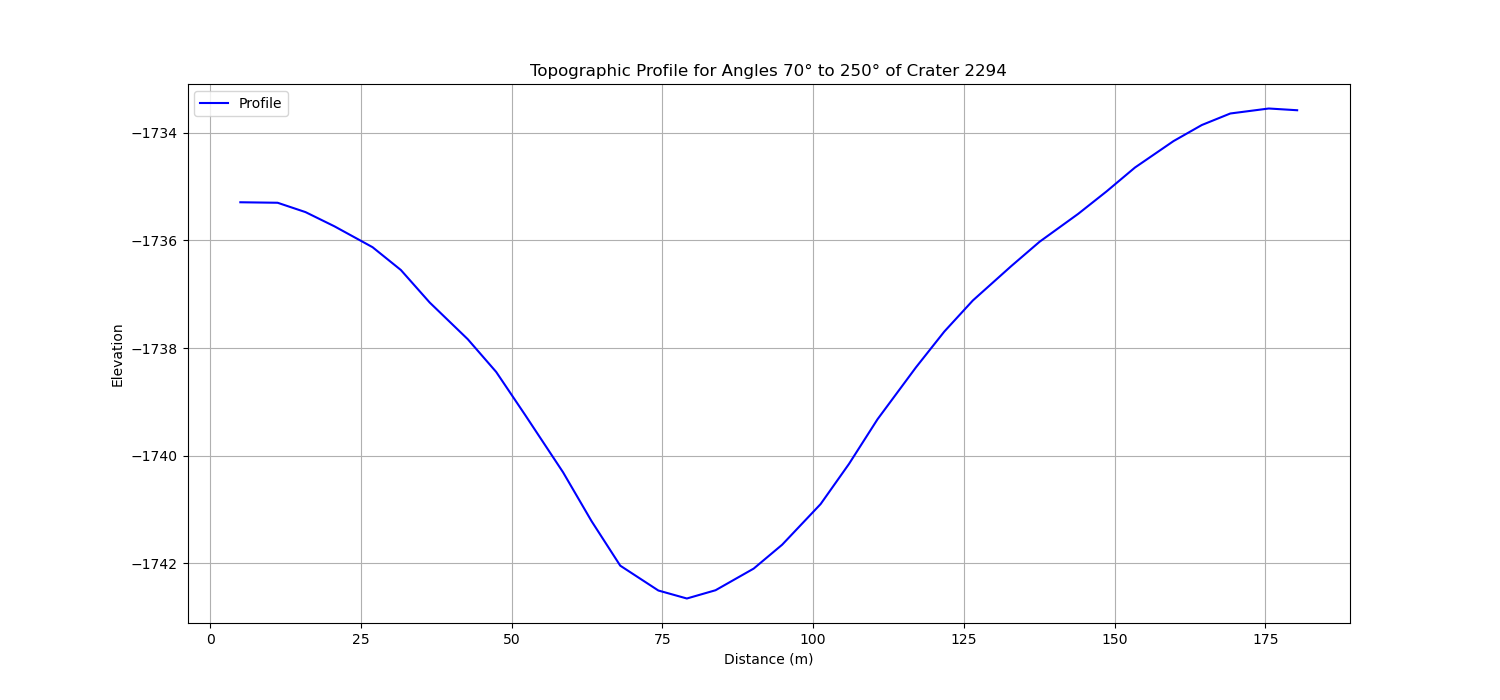 Topographic Profile for Angles 70° to 250° of Crater 2294
Profile
−1734
−1736
−1738
−1740
−1742
Elevation
0 25 50 75 100 125 150 175
Distance (m)